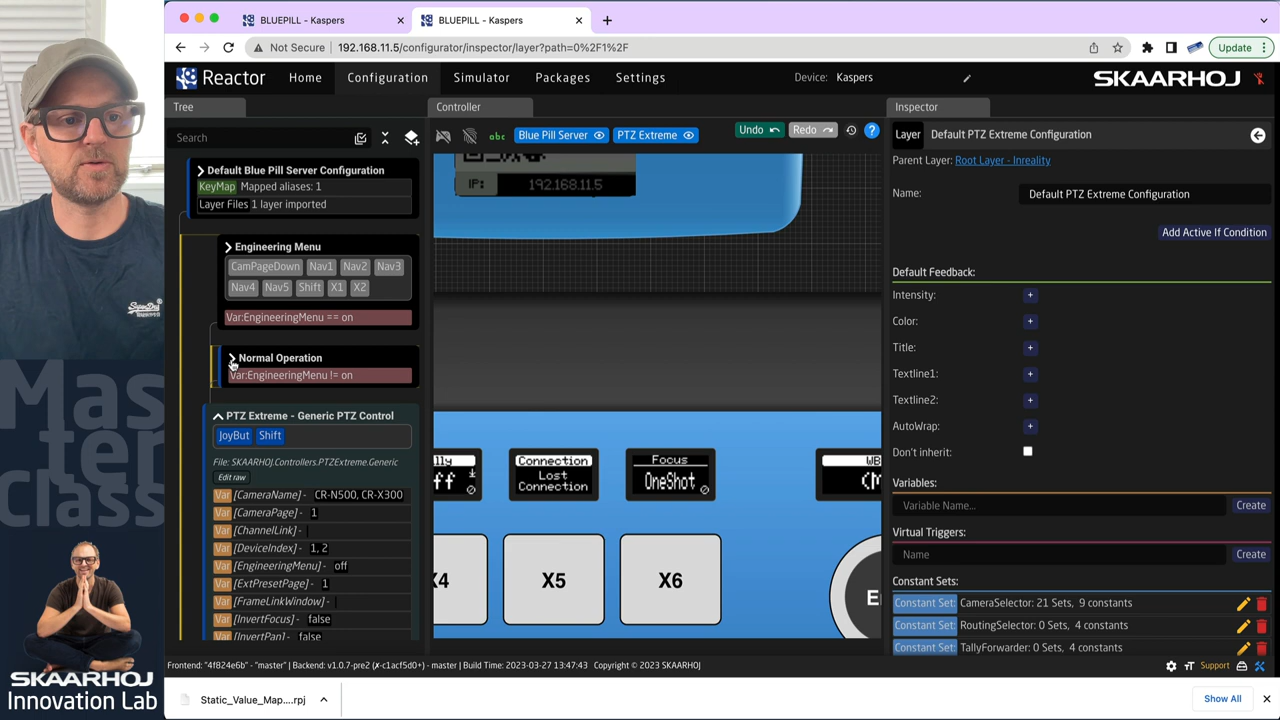 BLUEPILL - Kaspers
BLUEPILL - Kaspers
Not Secure 192.168.11.5/configurator/inspector/layer?path=0%2F1%2F
Update
Reactor Home Configuration Simulator Packages Settings Device: Kaspers SKAARHOJ
Tree
Controller
Inspector
Search
abc Blue Pill Server PTZ Extreme Undo Redo ?
Layer Default PTZ Extreme Configuration
Default Blue Pill Server Configuration
KeyMap Mapped aliases: 1
Layer Files 1 layer imported
Engineering Menu
CamPageDown Nav1 Nav2 Nav3
Nav4 Nav5 Shift X1 X2
Var:EngineeringMenu == on
Normal Operation
Var:EngineeringMenu != on
PTZ Extreme - Generic PTZ Control
JoyBut Shift
File: SKAARHOJ.Controllers.PTZExtreme.Generic
Edit raw
Var [CameraName] - CR-N500, CR-X300
Var [CameraPage] - 1
Var [ChannelLink] -
Var [DeviceIndex] - 1, 2
Var [EngineeringMenu] - off
Var [ExtPresetPage] - 1
Var [FrameLinkWindow] -
Var [InvertFocus] - false
Var [InvertPan] - false
IP: 192.168.11.5
Connection
Lost
Connection
Focus
OneShot
WB
X4 X5 X6
Parent Layer: Root Layer - Inreality
Name: Default PTZ Extreme Configuration
Add Active If Condition
Default Feedback:
Intensity: +
Color: +
Title: +
Textline1: +
Textline2: +
AutoWrap: +
Don't inherit:
Variables:
Variable Name... Create
Virtual Triggers:
Name Create
Constant Sets:
Constant Set: CameraSelector: 21 Sets, 9 constants
Constant Set: RoutingSelector: 0 Sets, 4 constants
Constant Set: TallyForwarder: 0 Sets, 4 constants
Frontend: "4f824e6b" - "master" | Backend: v1.0.7-pre2 (X-c1acf5d0+) - master | Build Time: 2023-03-27 13:47:43 Copyright © 2023 SKAARHOJ
Support
Static_Value_Map....rpj
Show All
Superdry
Master
Class
SKAARHOJ
Innovation Lab